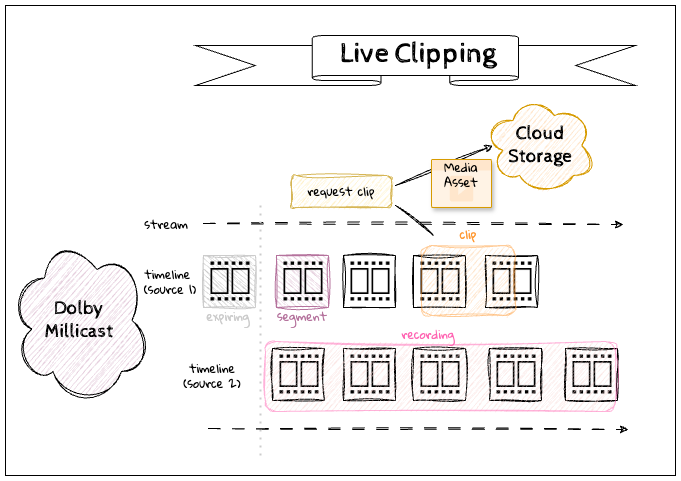 Live Clipping
Cloud
Storage
Media
Asset
request clip
stream
clip
timeline
(source 1)
Dolby
Millicast
expiring
segment
recording
timeline
(source 2)